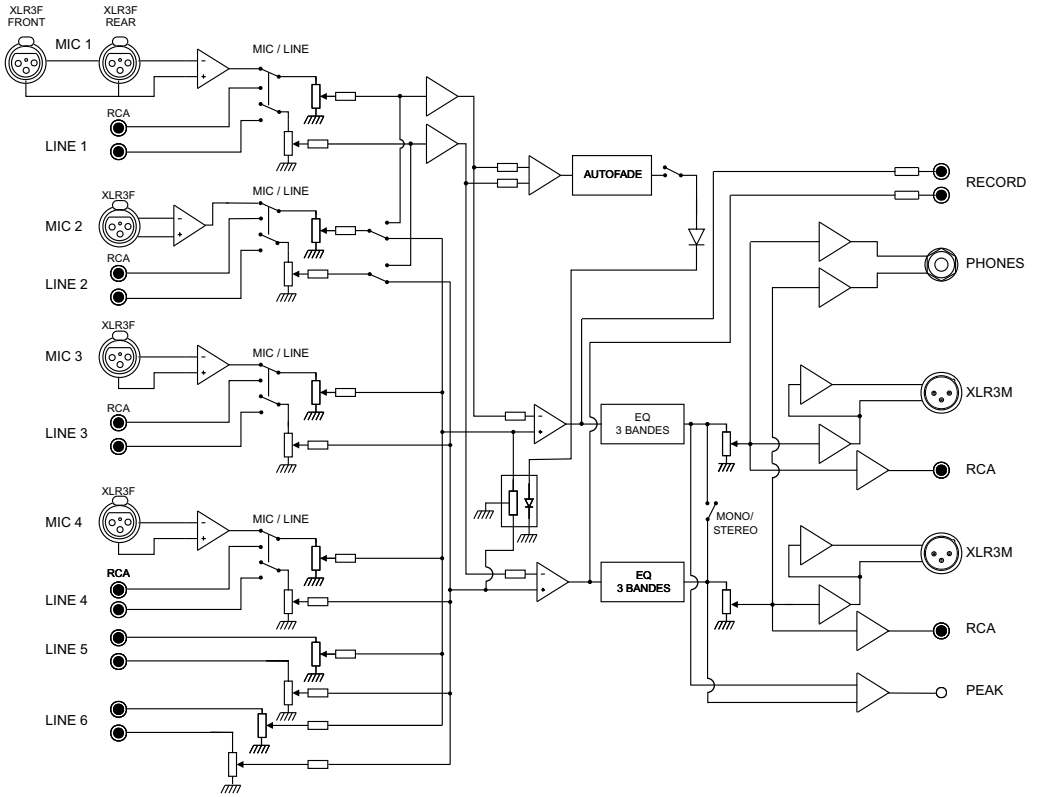 XLR3F
FRONT
XLR3F
REAR
MIC 1
MIC / LINE
RCA
LINE 1
AUTOFADE
RECORD
XLR3F
MIC / LINE
MIC 2
RCA
LINE 2
PHONES
XLR3F
MIC 3
MIC / LINE
RCA
LINE 3
XLR3M
EQ
3 BANDES
RCA
XLR3F
MIC 4
MIC / LINE
MONO/
STEREO
XLR3M
RCA
LINE 4
EQ
3 BANDES
RCA
LINE 5
PEAK
LINE 6